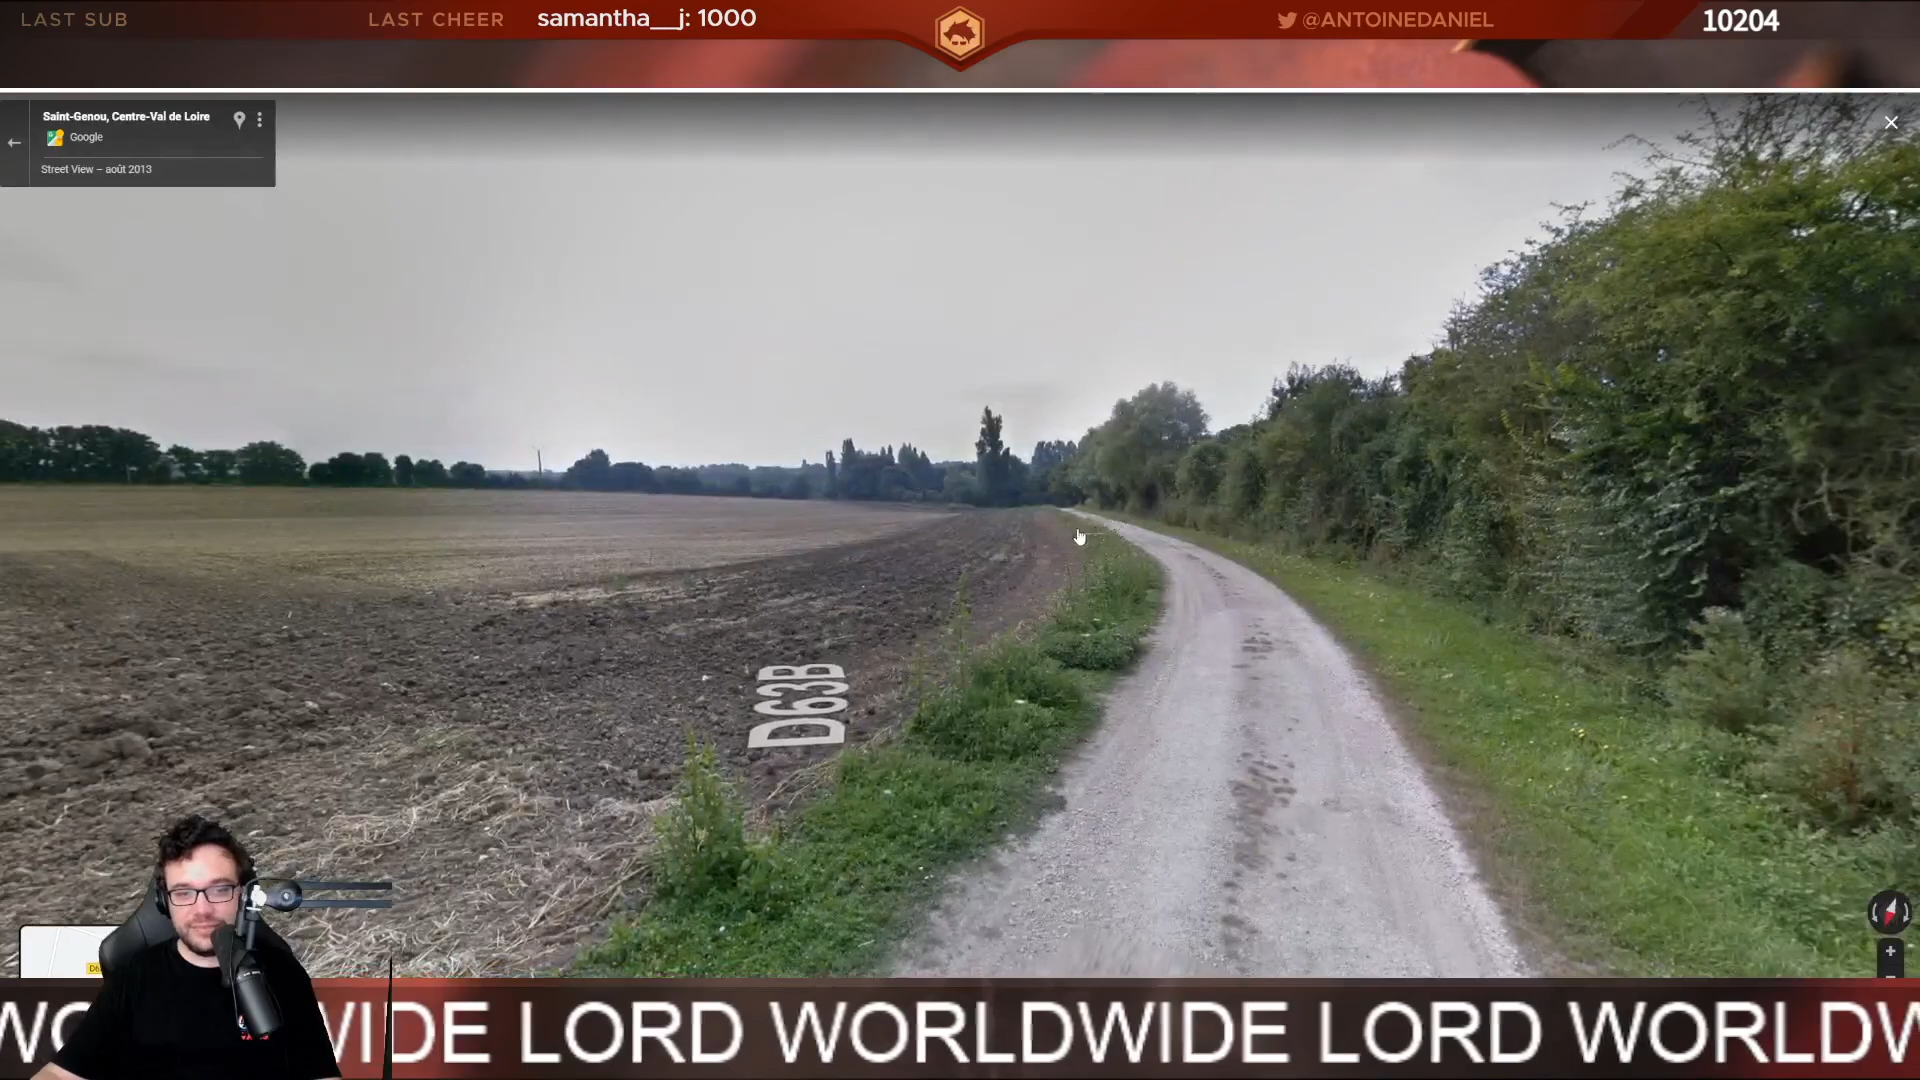 LAST SUB
LAST CHEER samantha__j: 1000
@ANTOINEDANIEL
10204
Saint-Genou, Centre-Val de Loire
Google
Street View – août 2013
D63B
WIDE LORD WORLDWIDE LORD WORLDW